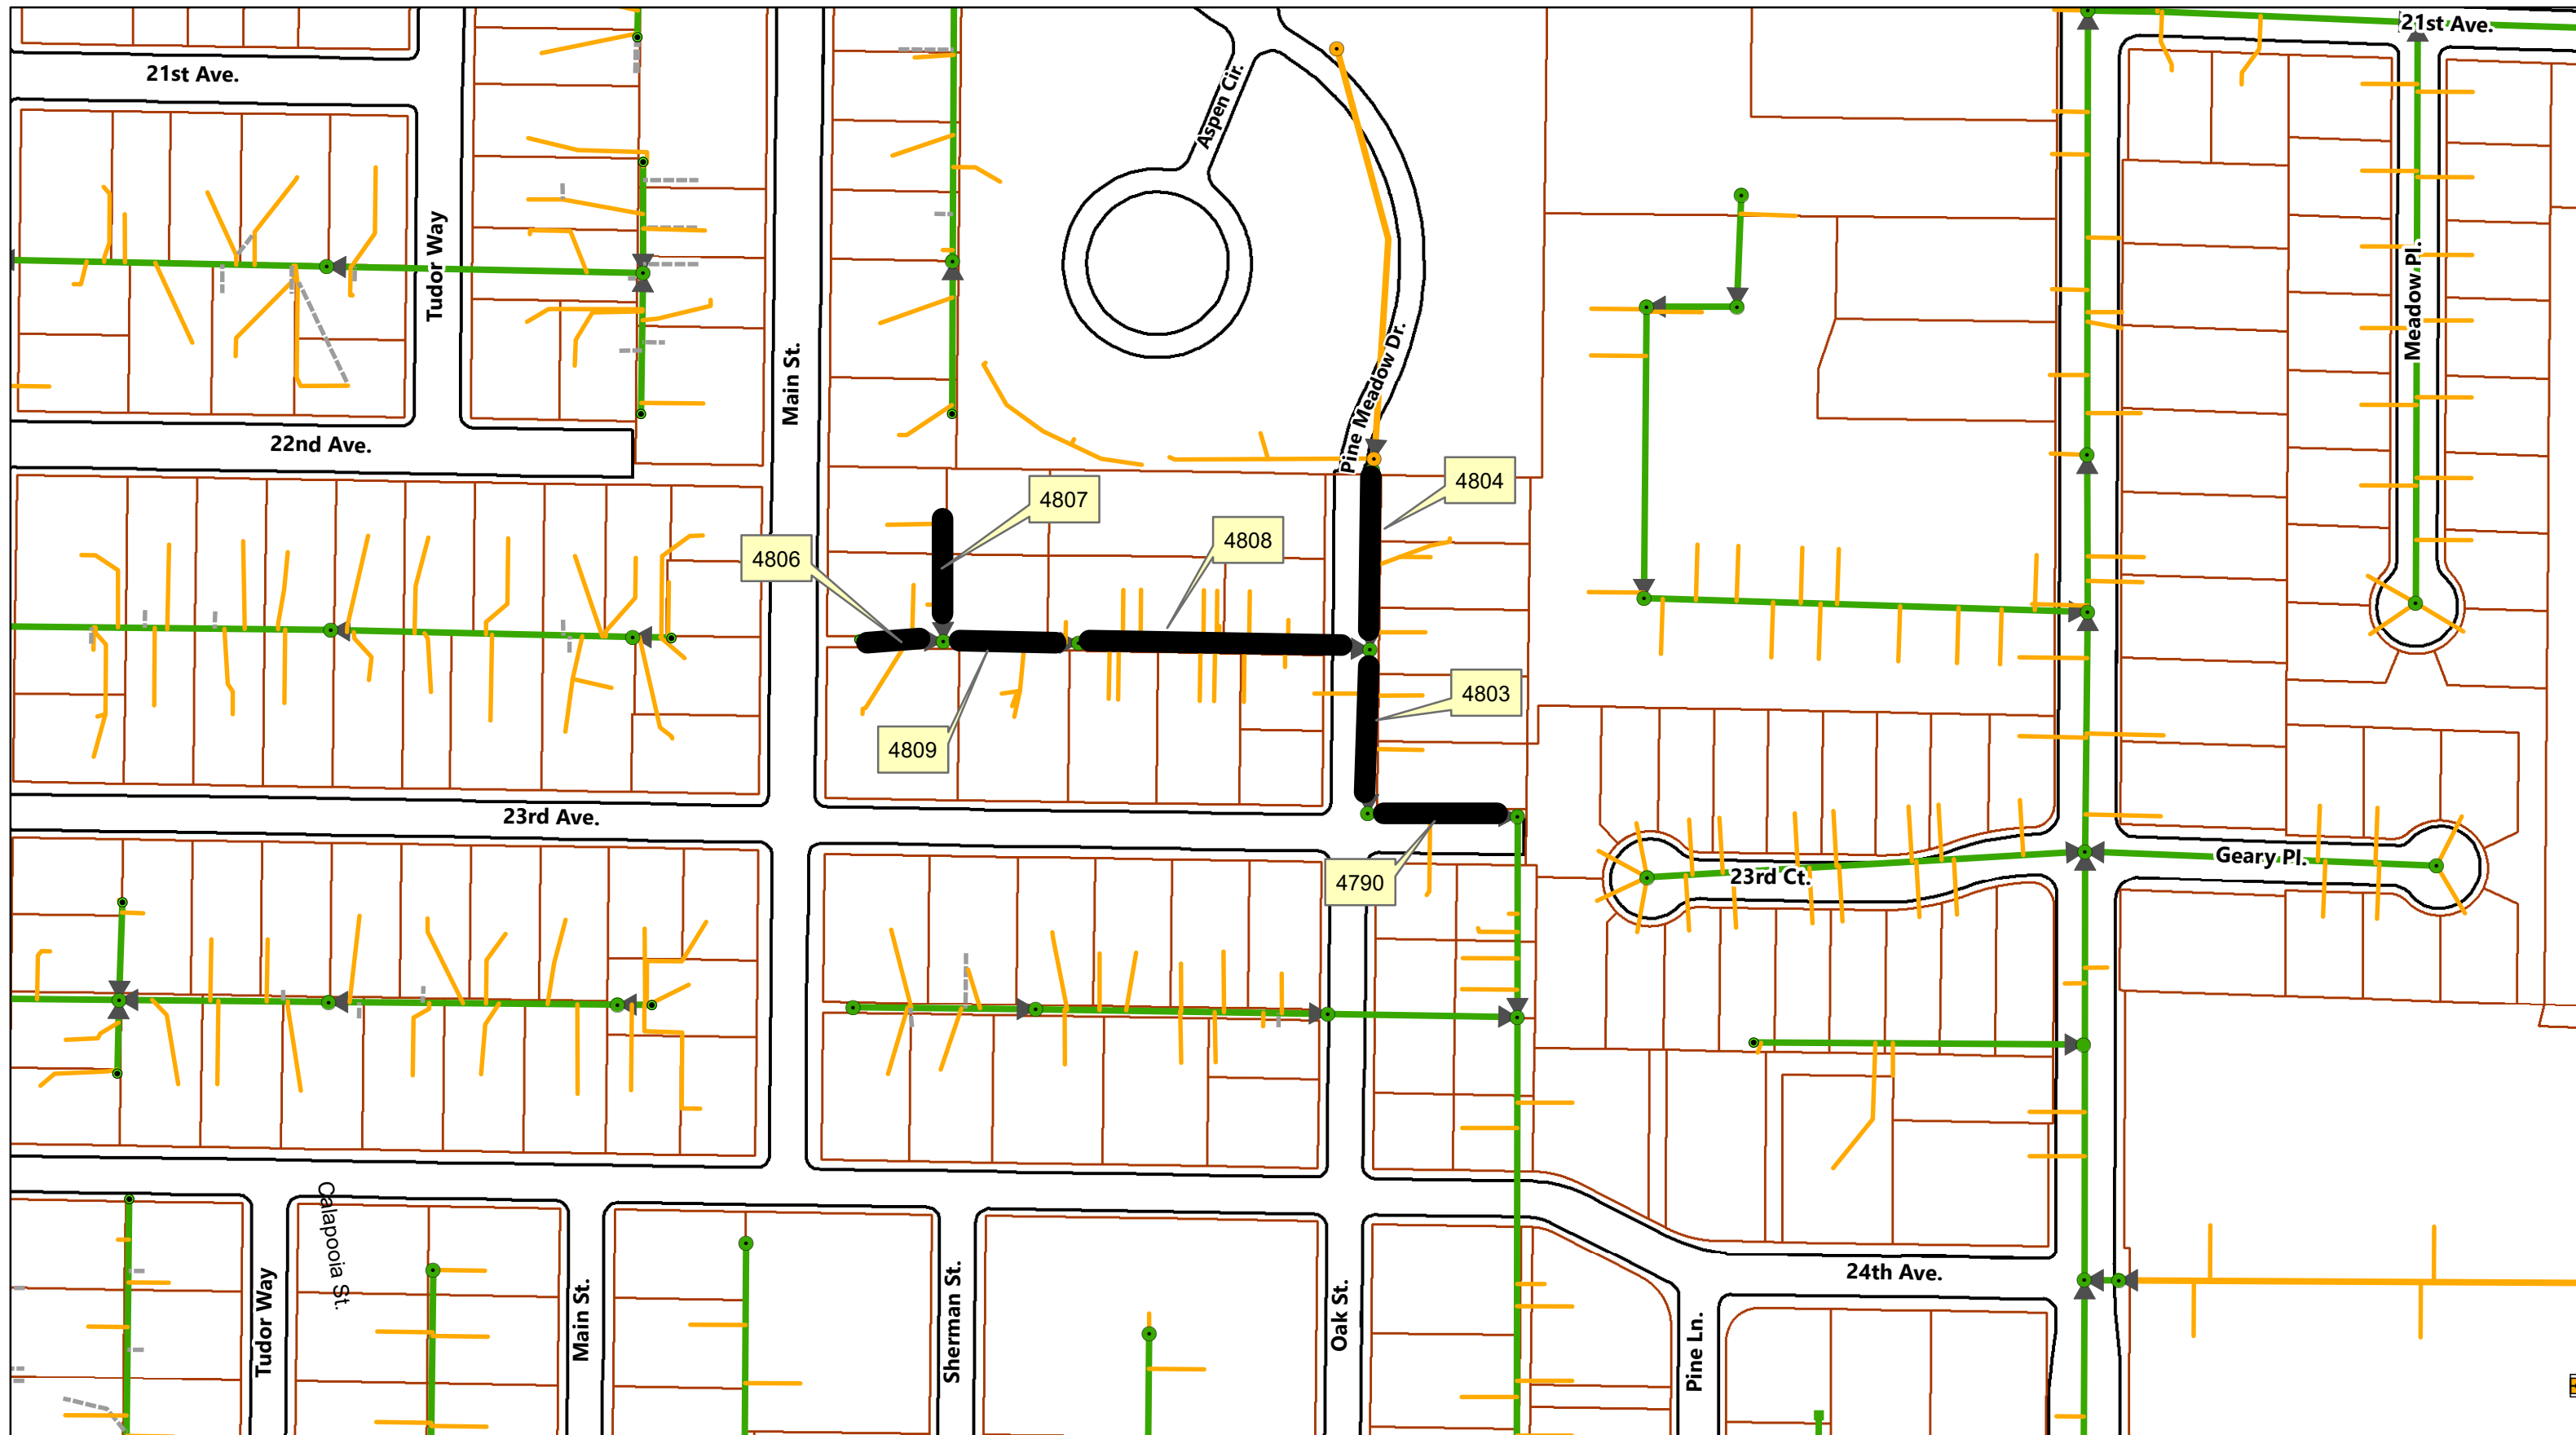 21st Ave.
21st Ave.
Aspen Cir.
Tudor Way
Meadow Pl.
Main St.
Pine Meadow Dr.
22nd Ave.
4804
4807
4808
4806
4803
4809
23rd Ave.
Geary Pl.
23rd Ct.
4790
Calapooia St.
24th Ave.
Tudor Way
Main St.
Sherman St.
Oak St.
Pine Ln.